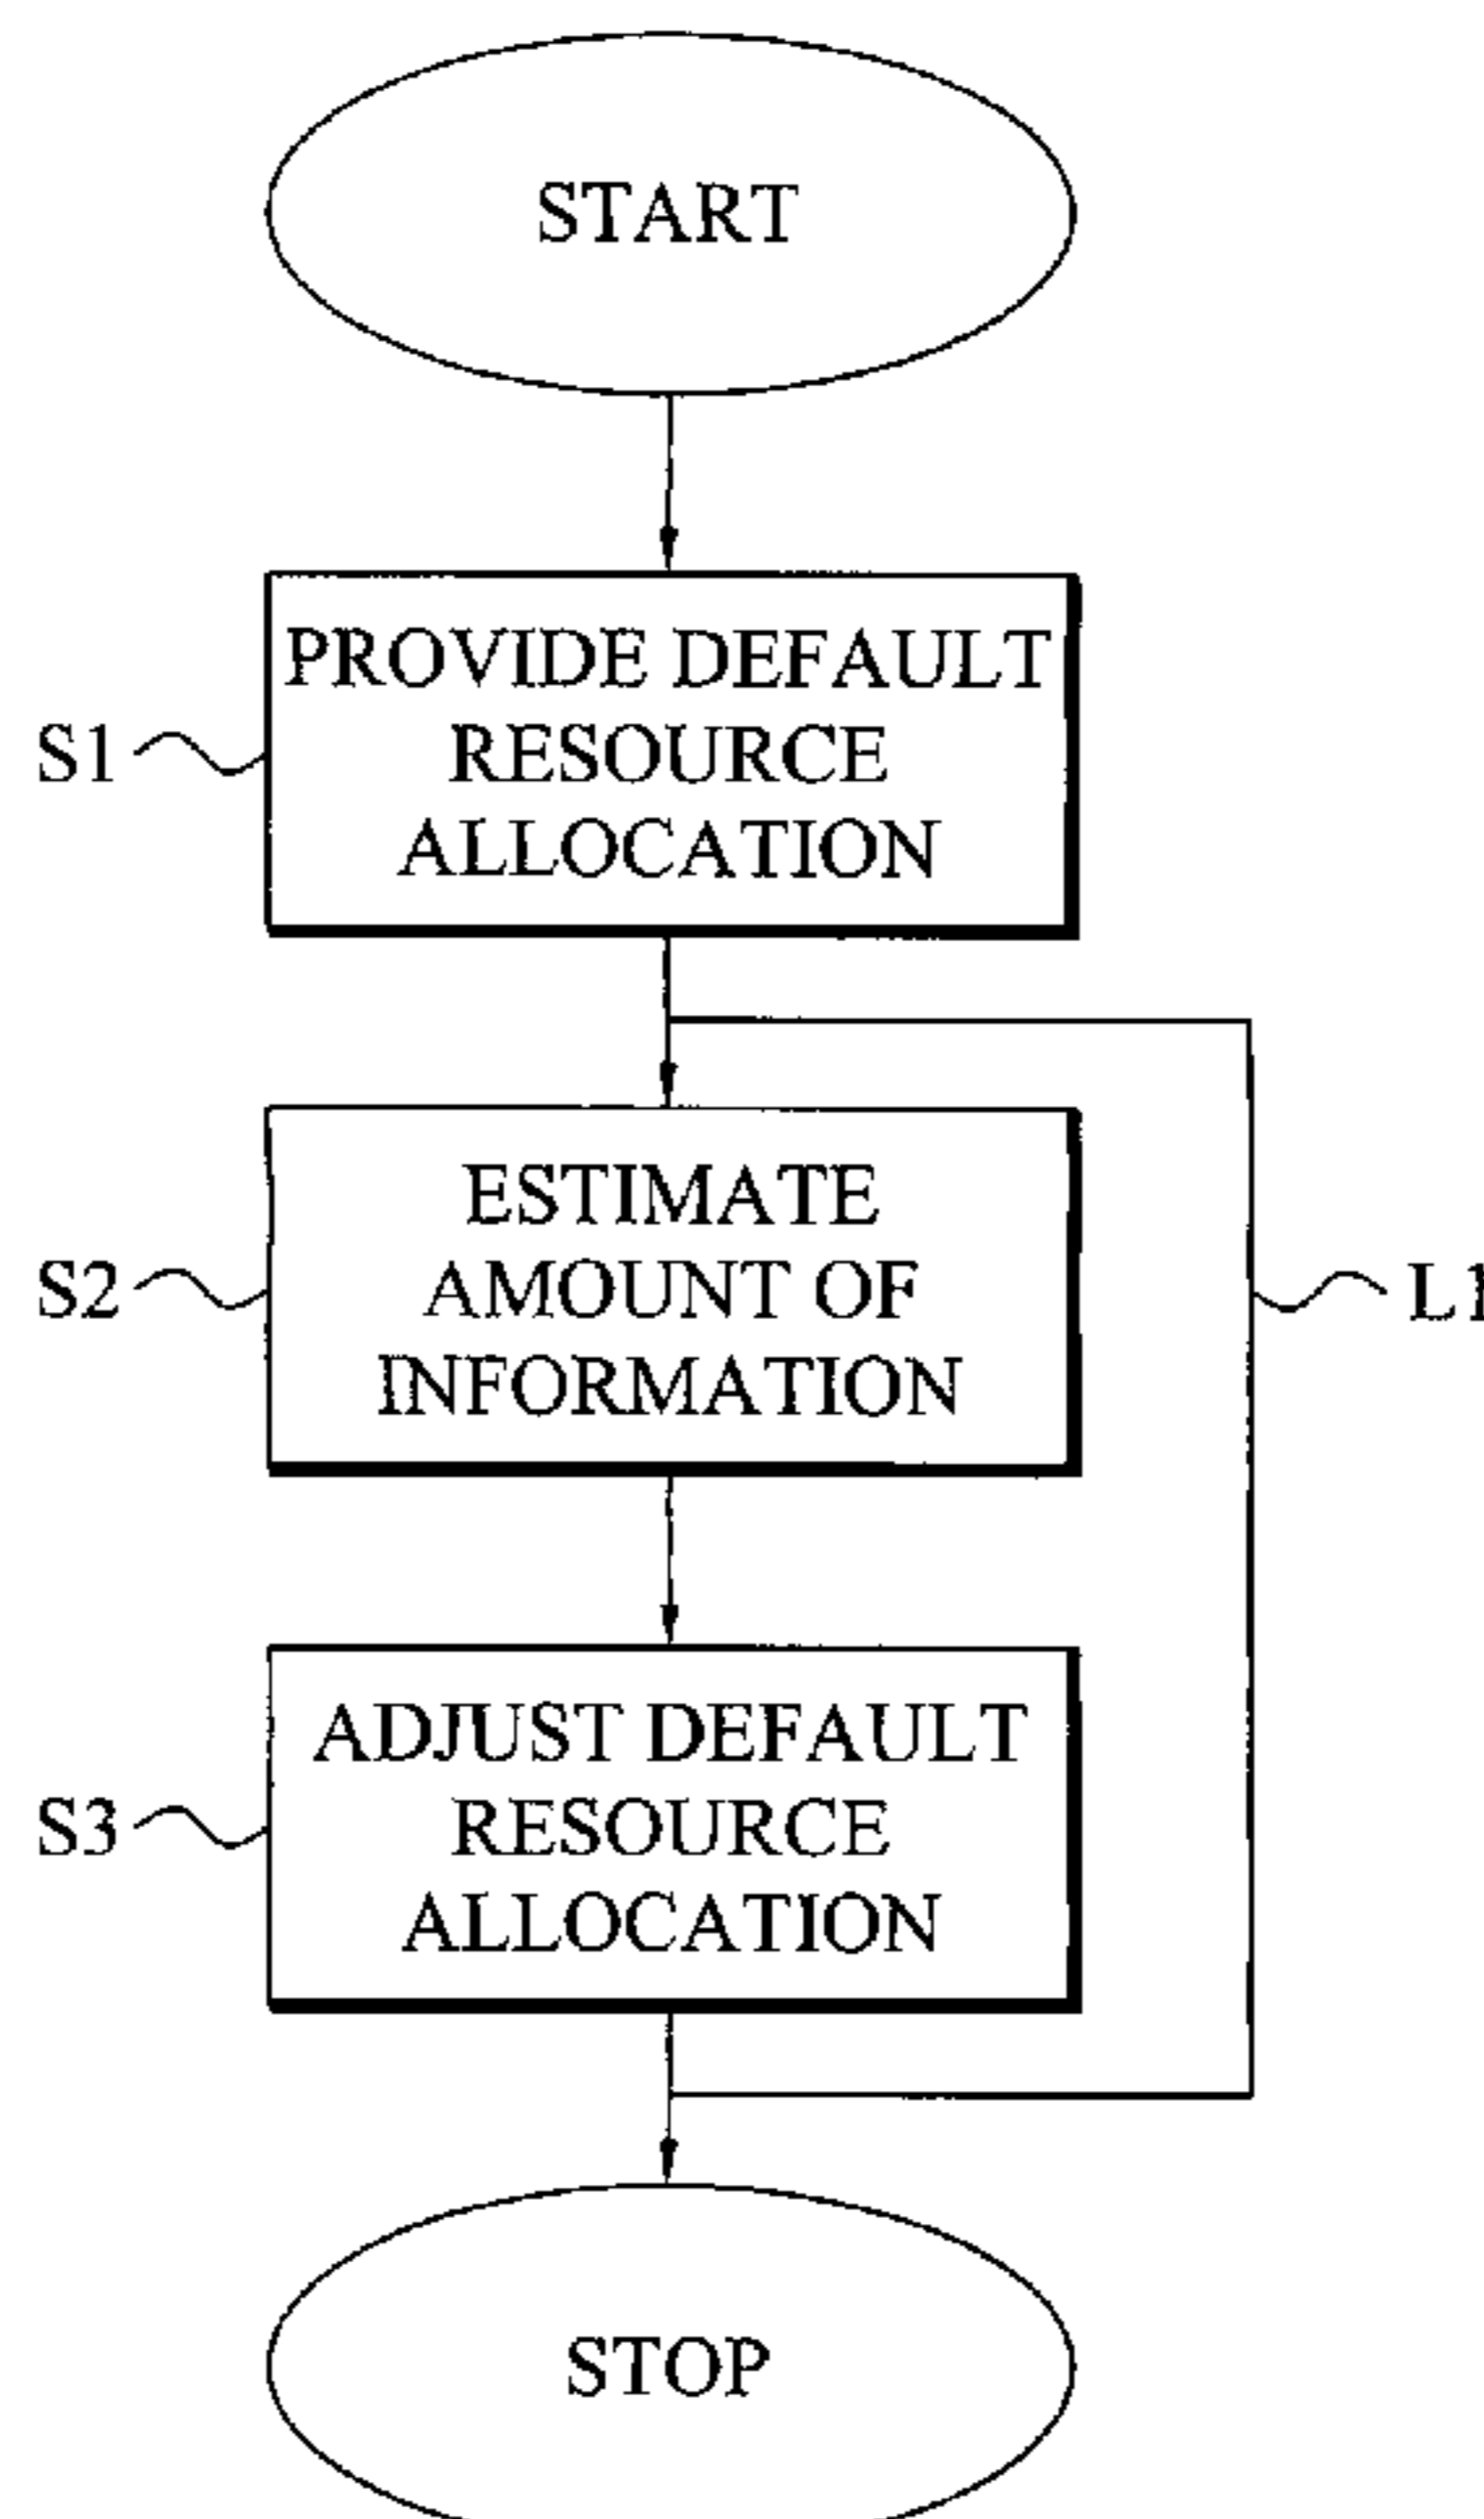 START
PROVIDE DEFAULT
RESOURCE
ALLOCATION
S1
ESTIMATE
AMOUNT OF
INFORMATION
S2
L1
ADJUST DEFAULT
RESOURCE
ALLOCATION
S3
STOP